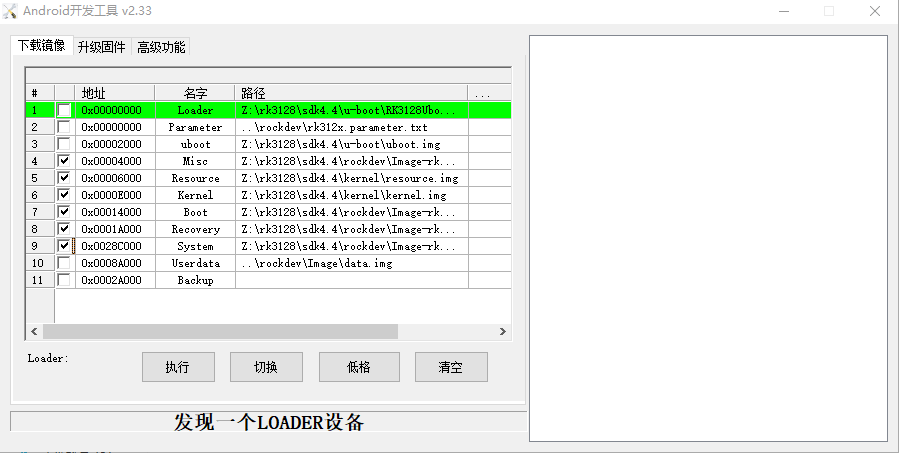 Android开发工具 v2.33
下载镜像 升级固件 高级功能
# 地址 名字 路径 ...
1 0x00000000 Loader Z:\rk3128\sdk4.4\u-boot\RK3128Ubo...
2 0x00000000 Parameter ..\rockdev\rk312x.parameter.txt
3 0x00002000 uboot Z:\rk3128\sdk4.4\u-boot\uboot.img
4 0x00004000 Misc Z:\rk3128\sdk4.4\rockdev\Image-rk...
5 0x00006000 Resource Z:\rk3128\sdk4.4\kernel\resource.img
6 0x0000E000 Kernel Z:\rk3128\sdk4.4\kernel\kernel.img
7 0x00014000 Boot Z:\rk3128\sdk4.4\rockdev\Image-rk...
8 0x0001A000 Recovery Z:\rk3128\sdk4.4\rockdev\Image-rk...
9 0x0028C000 System Z:\rk3128\sdk4.4\rockdev\Image-rk...
10 0x0008A000 Userdata ..\rockdev\Image\data.img
11 0x0002A000 Backup
Loader:
执行 切换 低格 清空
发现一个LOADER设备